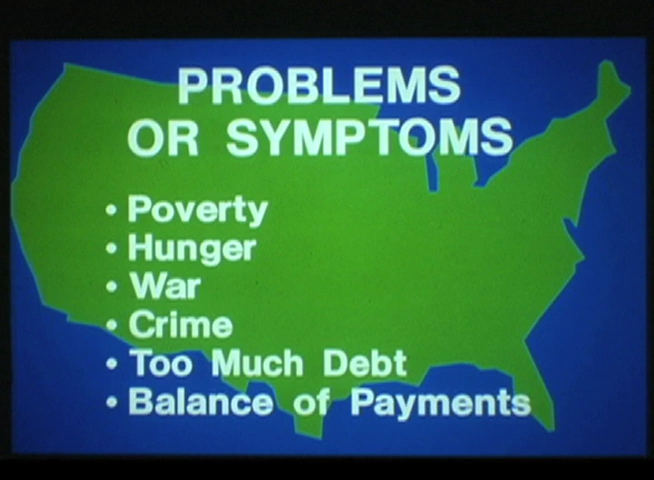 PROBLEMS
OR SYMPTOMS
• Poverty
• Hunger
• War
• Crime
• Too Much Debt
• Balance of Payments